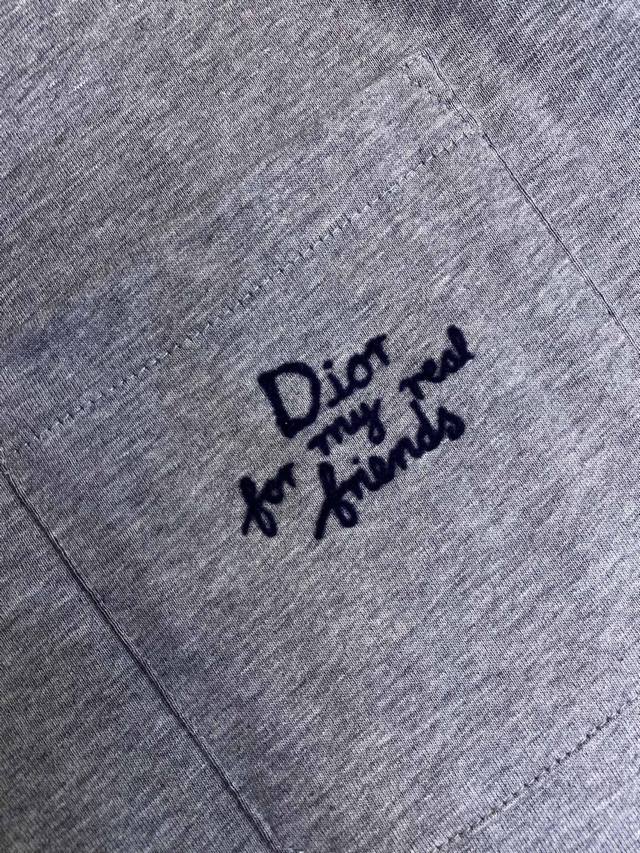 Dior
for my real
friends